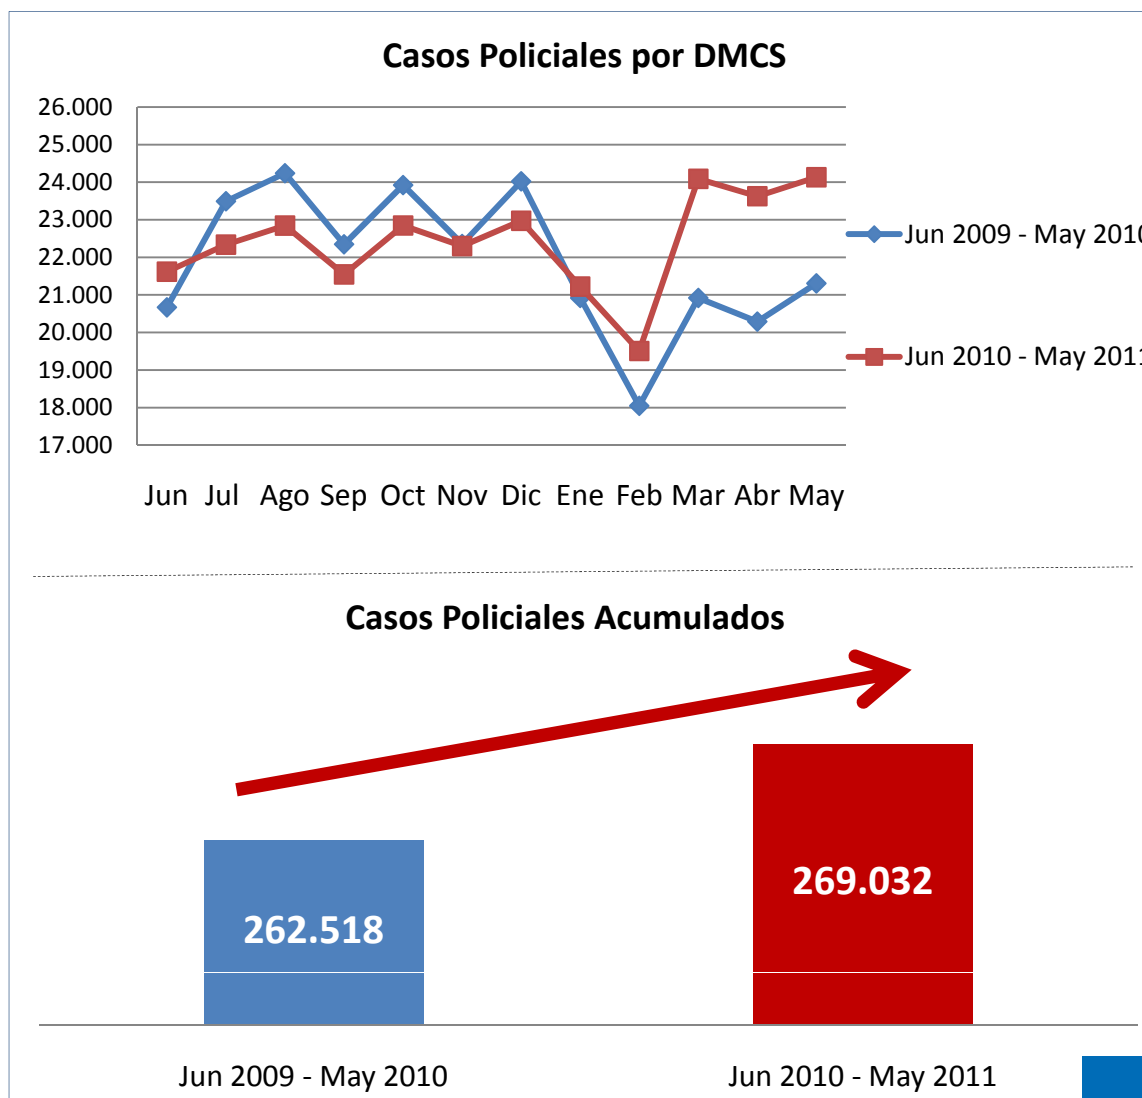 Casos Policiales por DMCS
26.000
25.000
24.000
23.000
22.000
21.000
20.000
19.000
18.000
17.000
Jun Jul Ago Sep Oct Nov Dic Ene Feb Mar Abr May
Jun 2009 - May 2010
Jun 2010 - May 2011
Casos Policiales Acumulados
262.518
269.032
Jun 2009 - May 2010
Jun 2010 - May 2011